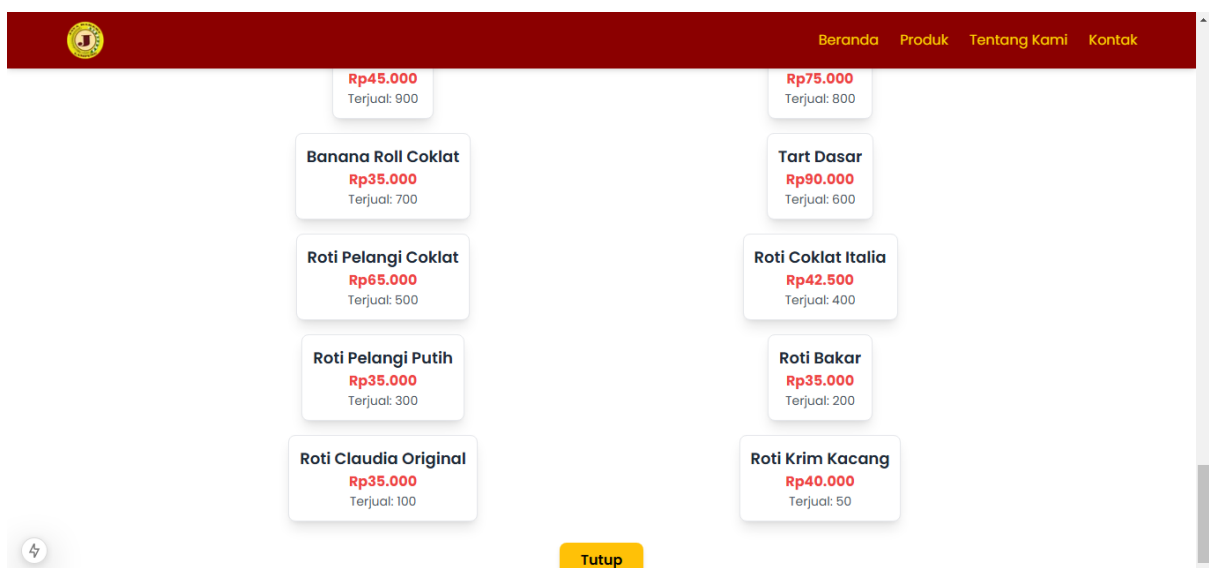 J
Beranda Produk Tentang Kami Kontak
Rp45.000
Terjual: 900
Rp75.000
Terjual: 800
Banana Roll Coklat
Rp35.000
Terjual: 700
Tart Dasar
Rp90.000
Terjual: 600
Roti Pelangi Coklat
Rp65.000
Terjual: 500
Roti Coklat Italia
Rp42.500
Terjual: 400
Roti Pelangi Putih
Rp35.000
Terjual: 300
Roti Bakar
Rp35.000
Terjual: 200
Roti Claudia Original
Rp35.000
Terjual: 100
Roti Krim Kacang
Rp40.000
Terjual: 50
Tutup